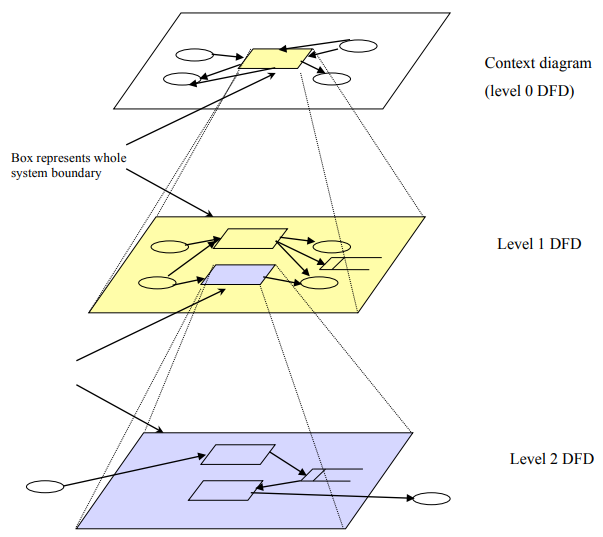 Context diagram
(level 0 DFD)
Box represents whole
system boundary
Level 1 DFD
Level 2 DFD